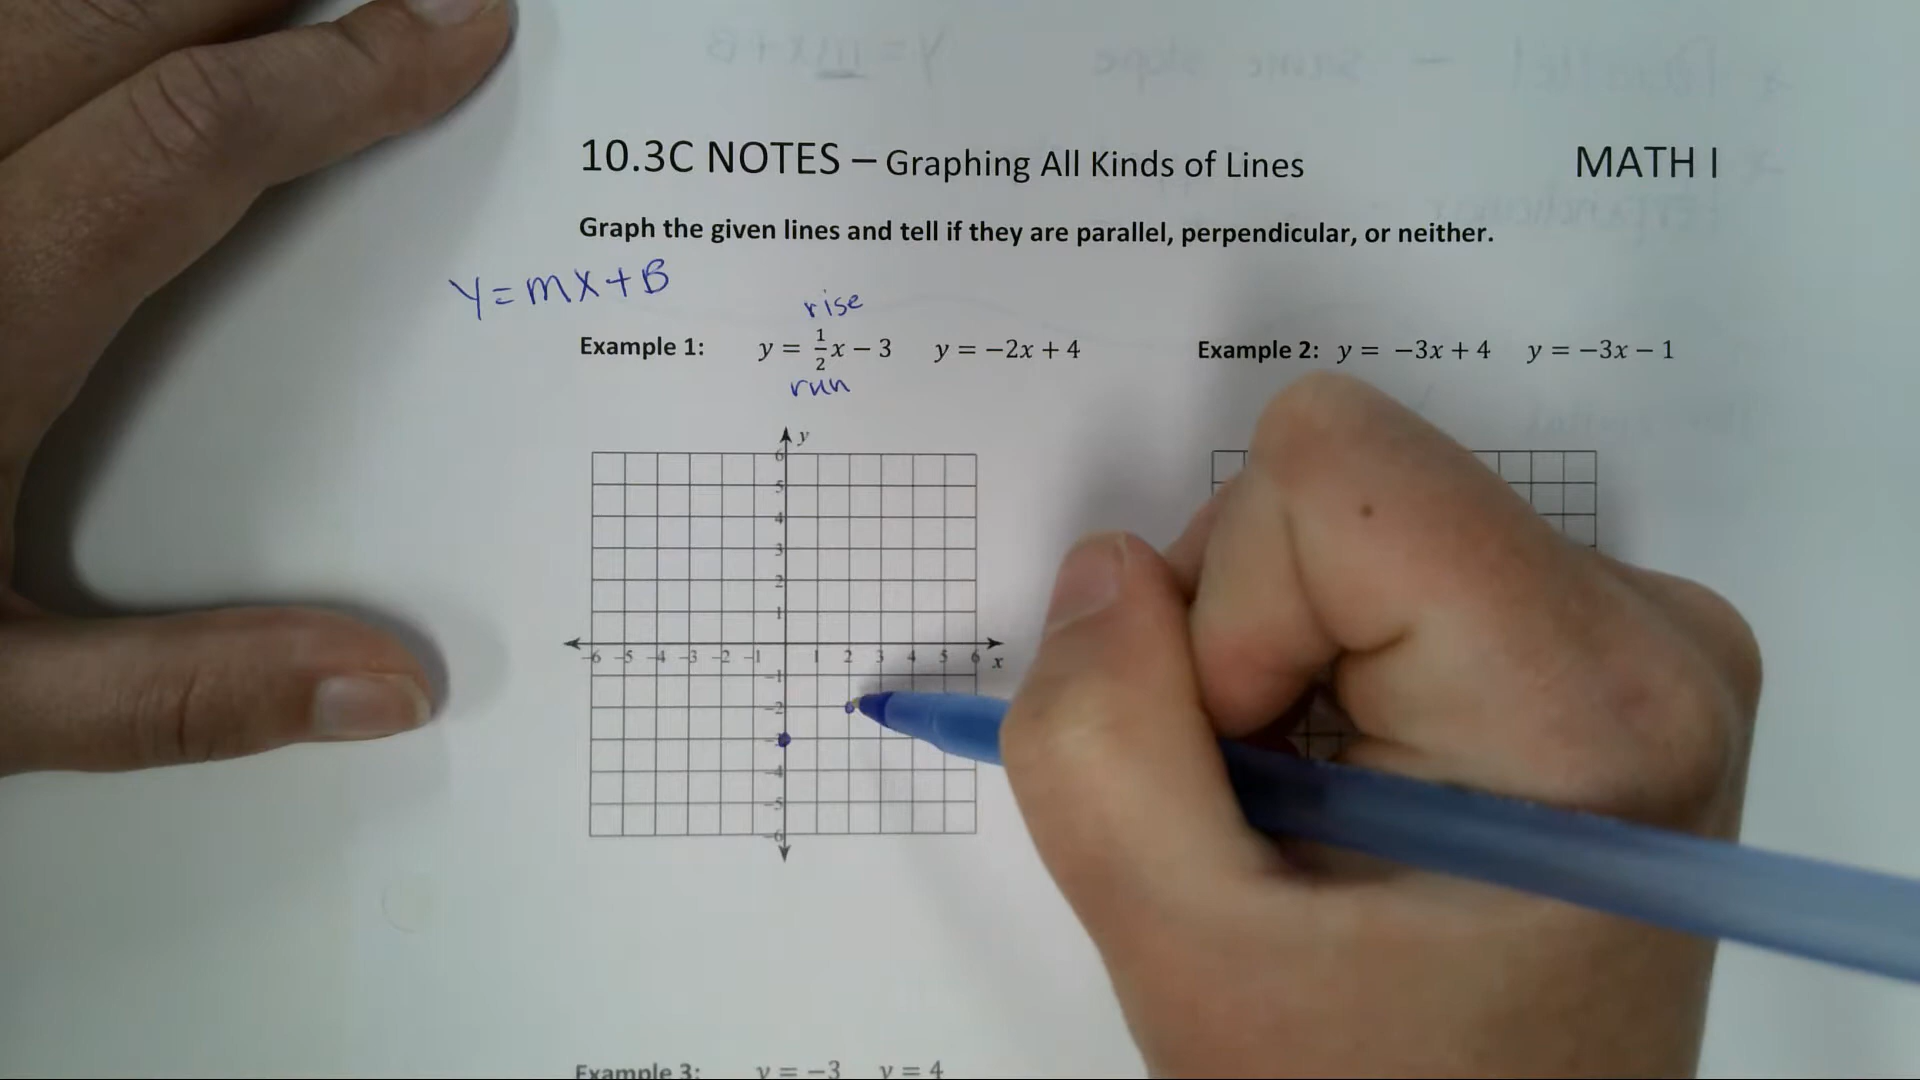 10.3C NOTES – Graphing All Kinds of Lines MATH I
Graph the given lines and tell if they are parallel, perpendicular, or neither.
Y=mX+B
rise
Example 1: y = 1/2 x − 3 y = −2x + 4 Example 2: y = −3x + 4 y = −3x − 1
run
y
6
5
4
3
2
1
−6 −5 −4 −3 −2 −1 1 2 3 4 5 6 x
−1
−2
−4
−5
−6
Example 3: y = −3 y = 4